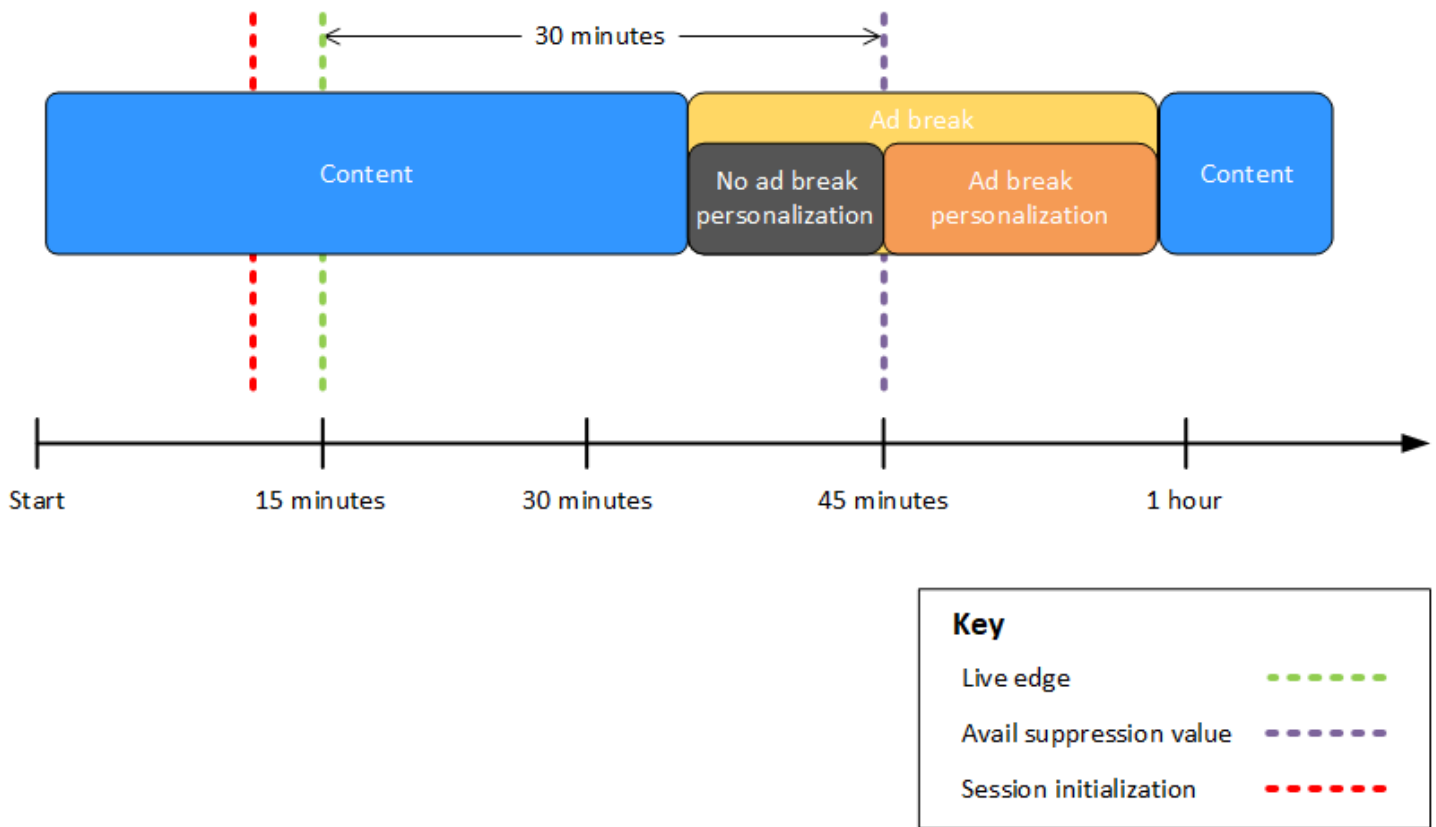 30 minutes
Ad break
Content
No ad break
personalization
Ad break
personalization
Content
Start
15 minutes
30 minutes
45 minutes
1 hour
Key
Live edge
Avail suppression value
Session initialization